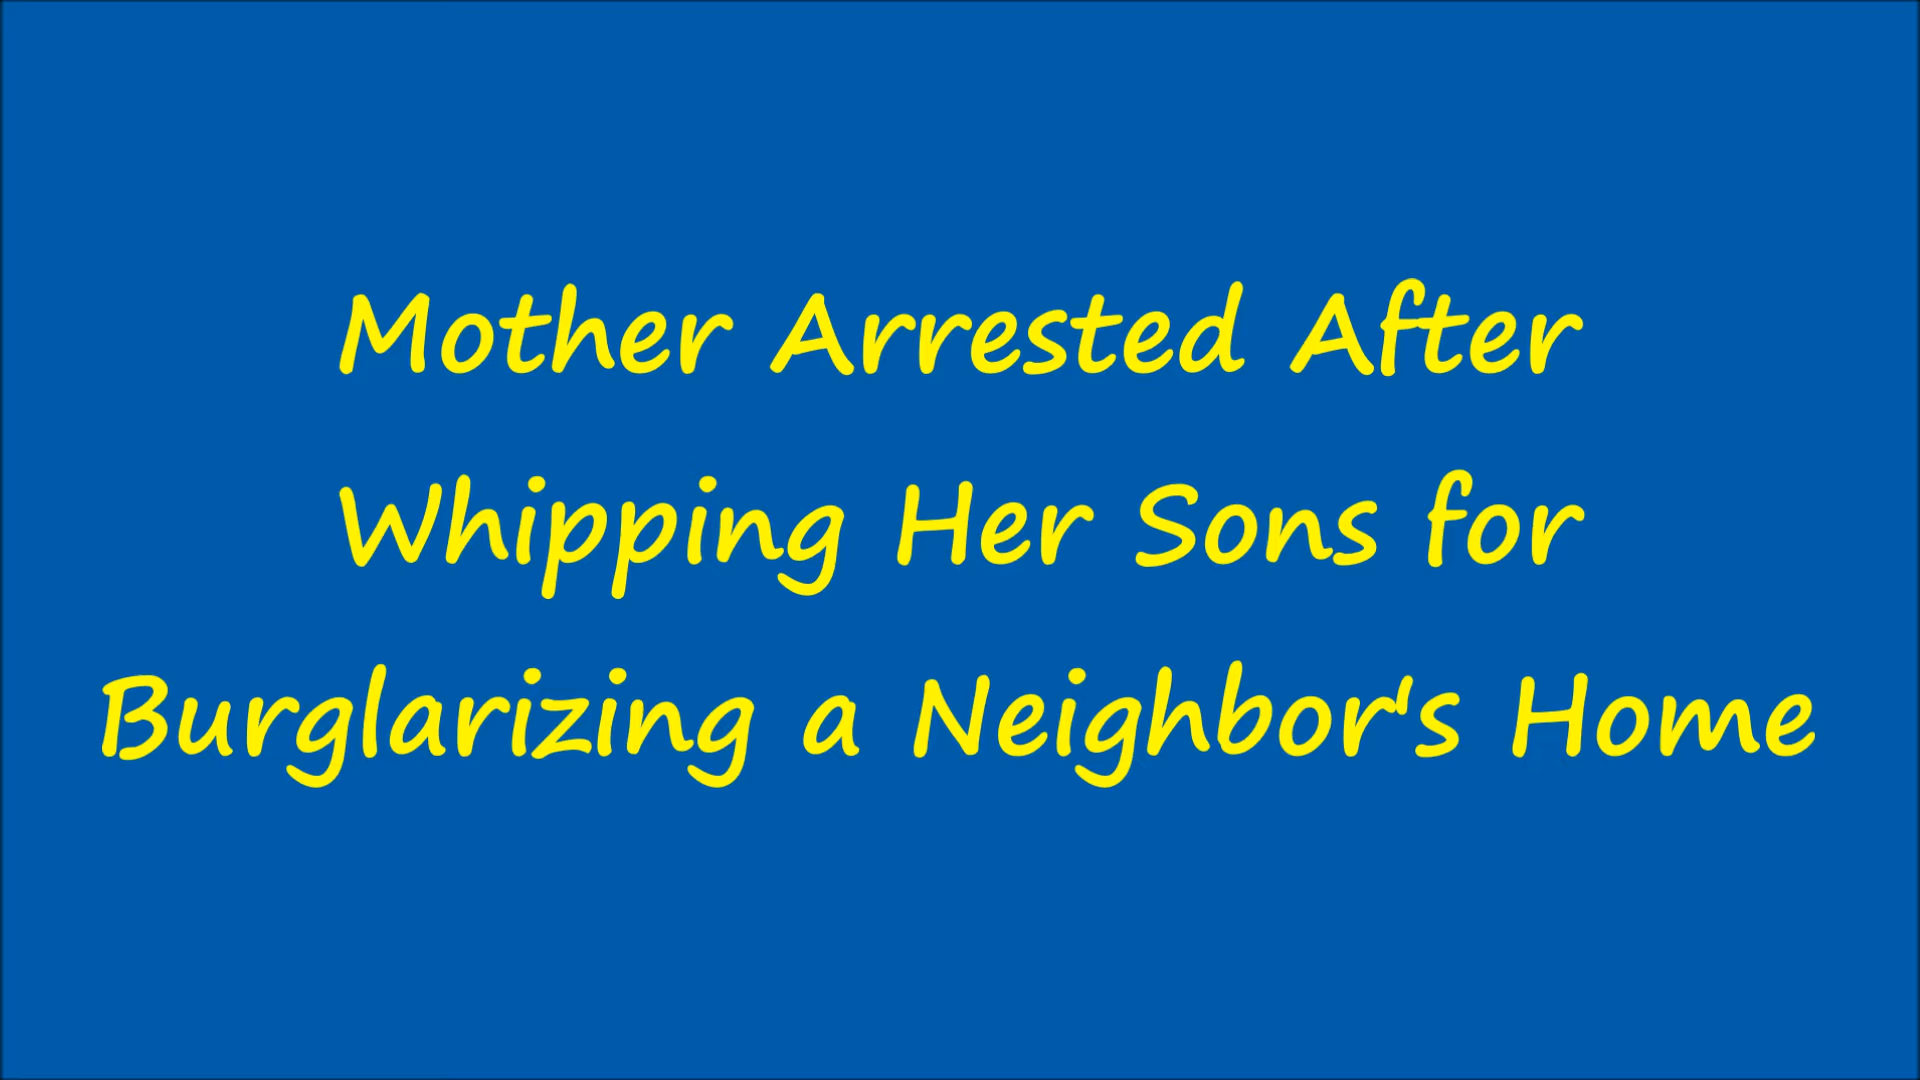 Mother Arrested After
Whipping Her Sons for
Burglarizing a Neighbor's Home